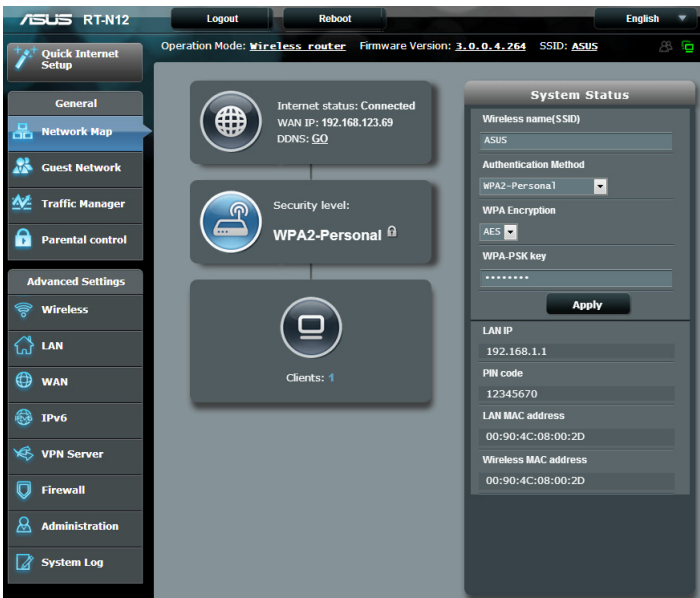 ASUS RT-N12
Logout
Reboot
English
Operation Mode: Wireless router Firmware Version: 3.0.0.4.264 SSID: ASUS
Quick Internet
Setup
General
Network Map
Guest Network
Traffic Manager
Parental control
Advanced Settings
Wireless
LAN
WAN
IPv6
VPN Server
Firewall
Administration
System Log
Internet status: Connected
WAN IP: 192.168.123.69
DDNS: GO
Security level:
WPA2-Personal
Clients: 1
System Status
Wireless name(SSID)
ASUS
Authentication Method
WPA2-Personal
WPA Encryption
AES
WPA-PSK key
········
Apply
LAN IP
192.168.1.1
PIN code
12345670
LAN MAC address
00:90:4C:08:00:2D
Wireless MAC address
00:90:4C:08:00:2D